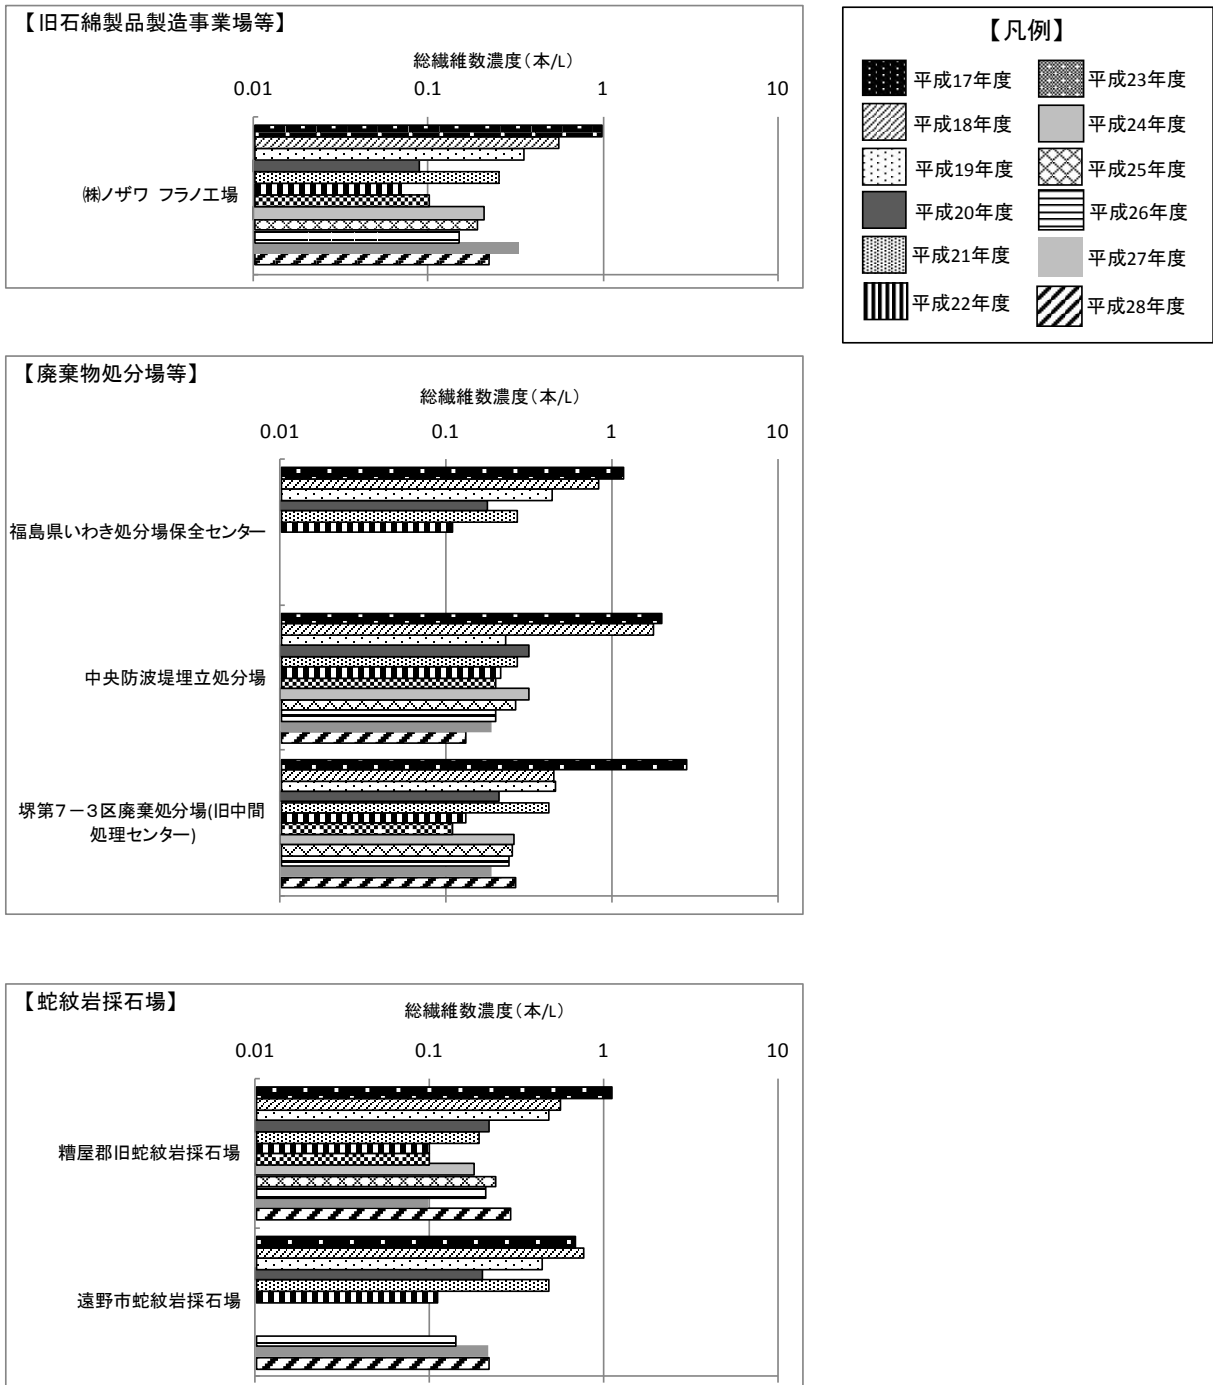 【旧石綿製品製造事業場等】
総繊維数濃度（本/L）
0.01 0.1 1 10
㈱ノザワ フラノ工場
【凡例】
平成17年度 平成23年度
平成18年度 平成24年度
平成19年度 平成25年度
平成20年度 平成26年度
平成21年度 平成27年度
平成22年度 平成28年度
【廃棄物処分場等】
総繊維数濃度（本/L）
0.01 0.1 1 10
福島県いわき処分場保全センター
中央防波堤埋立処分場
堺第７－３区廃棄処分場(旧中間
処理センター)
【蛇紋岩採石場】
総繊維数濃度（本/L）
0.01 0.1 1 10
糟屋郡旧蛇紋岩採石場
遠野市蛇紋岩採石場